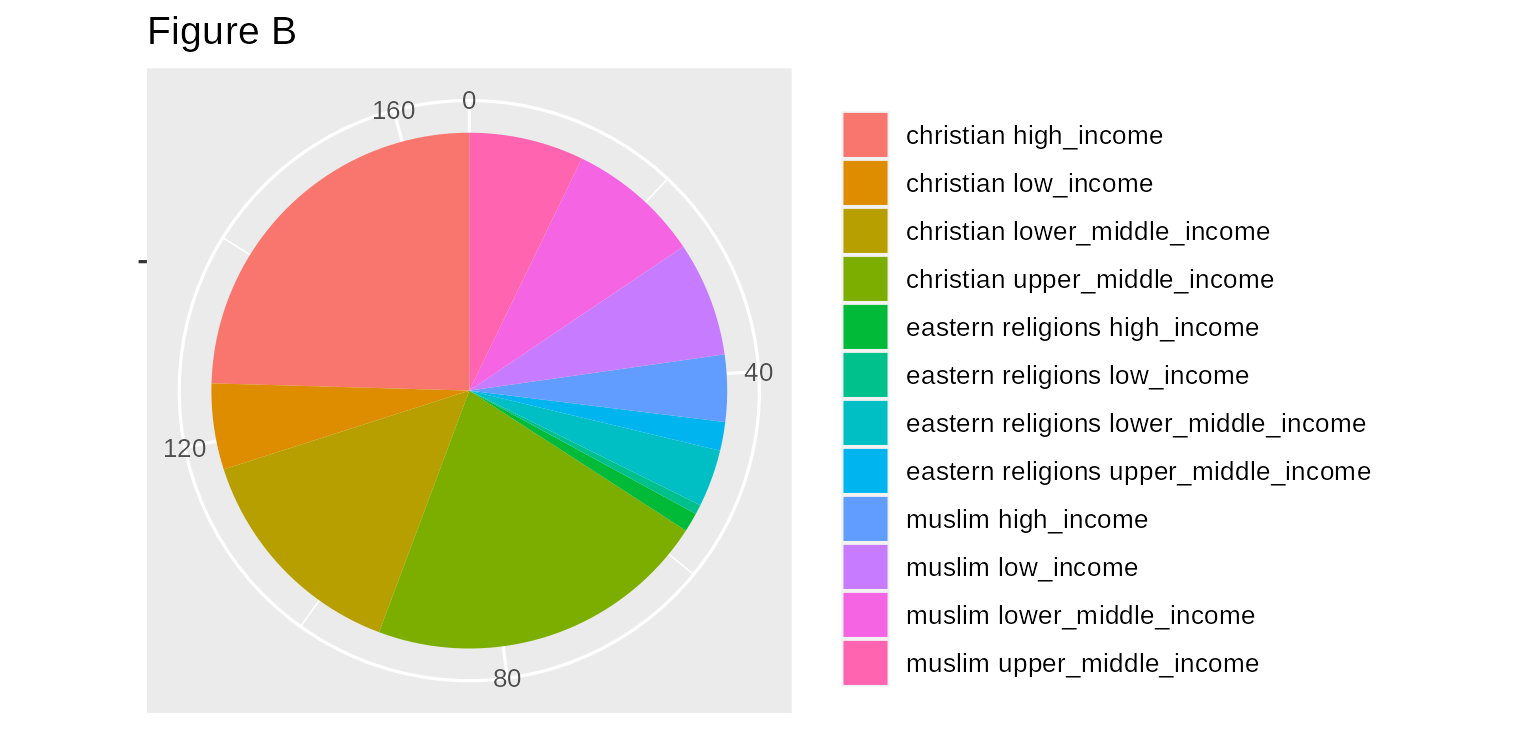 Figure B
0
160
40
120
80
christian high_income
christian low_income
christian lower_middle_income
christian upper_middle_income
eastern religions high_income
eastern religions low_income
eastern religions lower_middle_income
eastern religions upper_middle_income
muslim high_income
muslim low_income
muslim lower_middle_income
muslim upper_middle_income